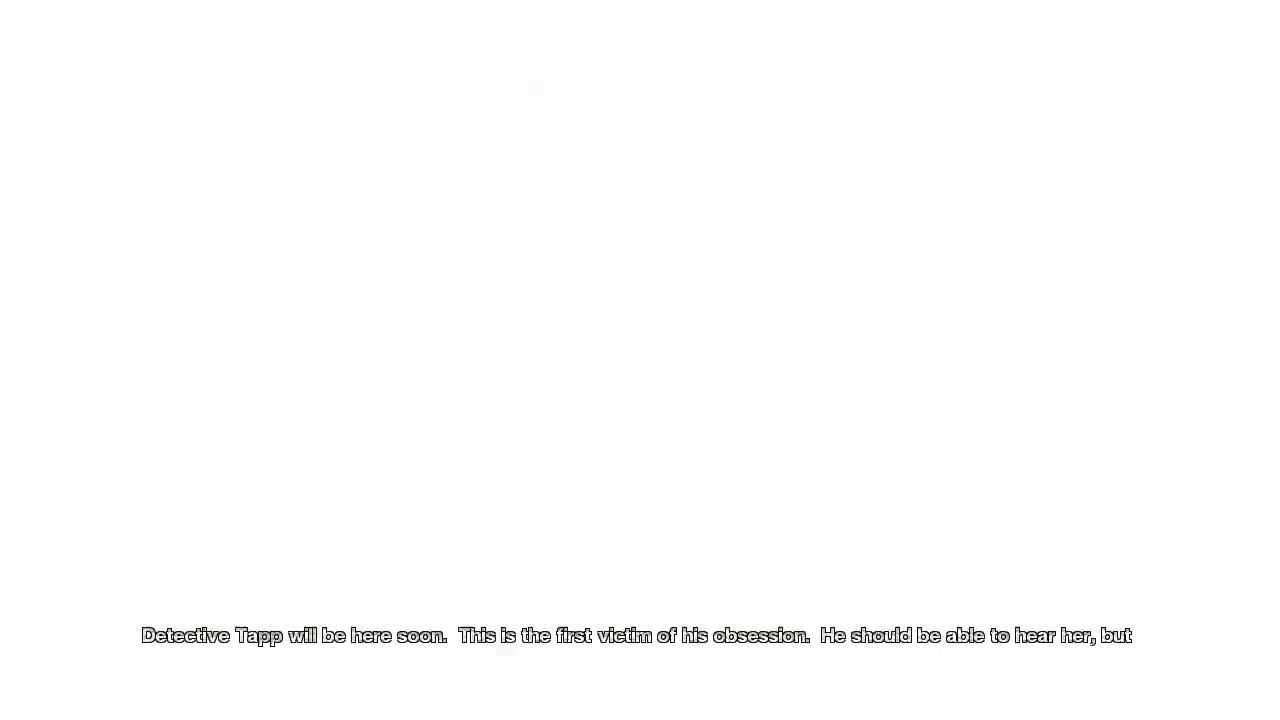 Detective Tapp will be here soon.  This is the first victim of his obsession.  He should be able to hear her, but